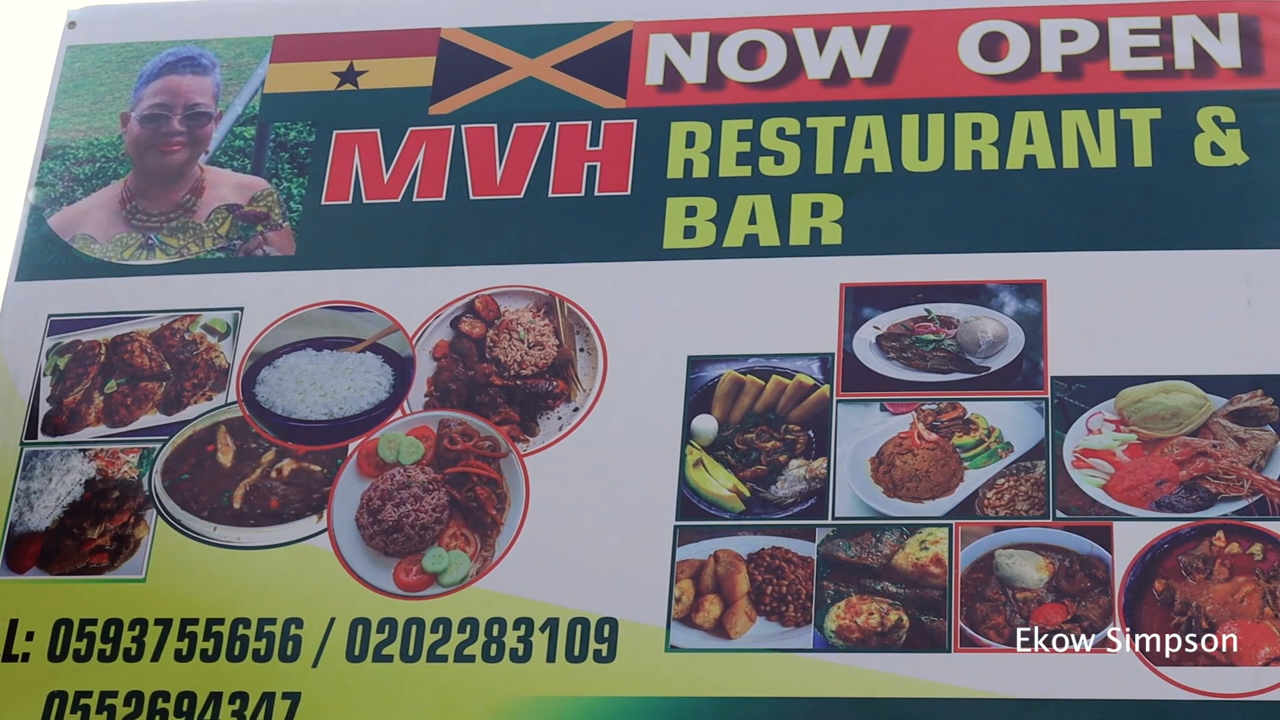 NOW OPEN
MVH RESTAURANT &
BAR
L: 0593755656 / 0202283109
0552694347
Ekow Simpson